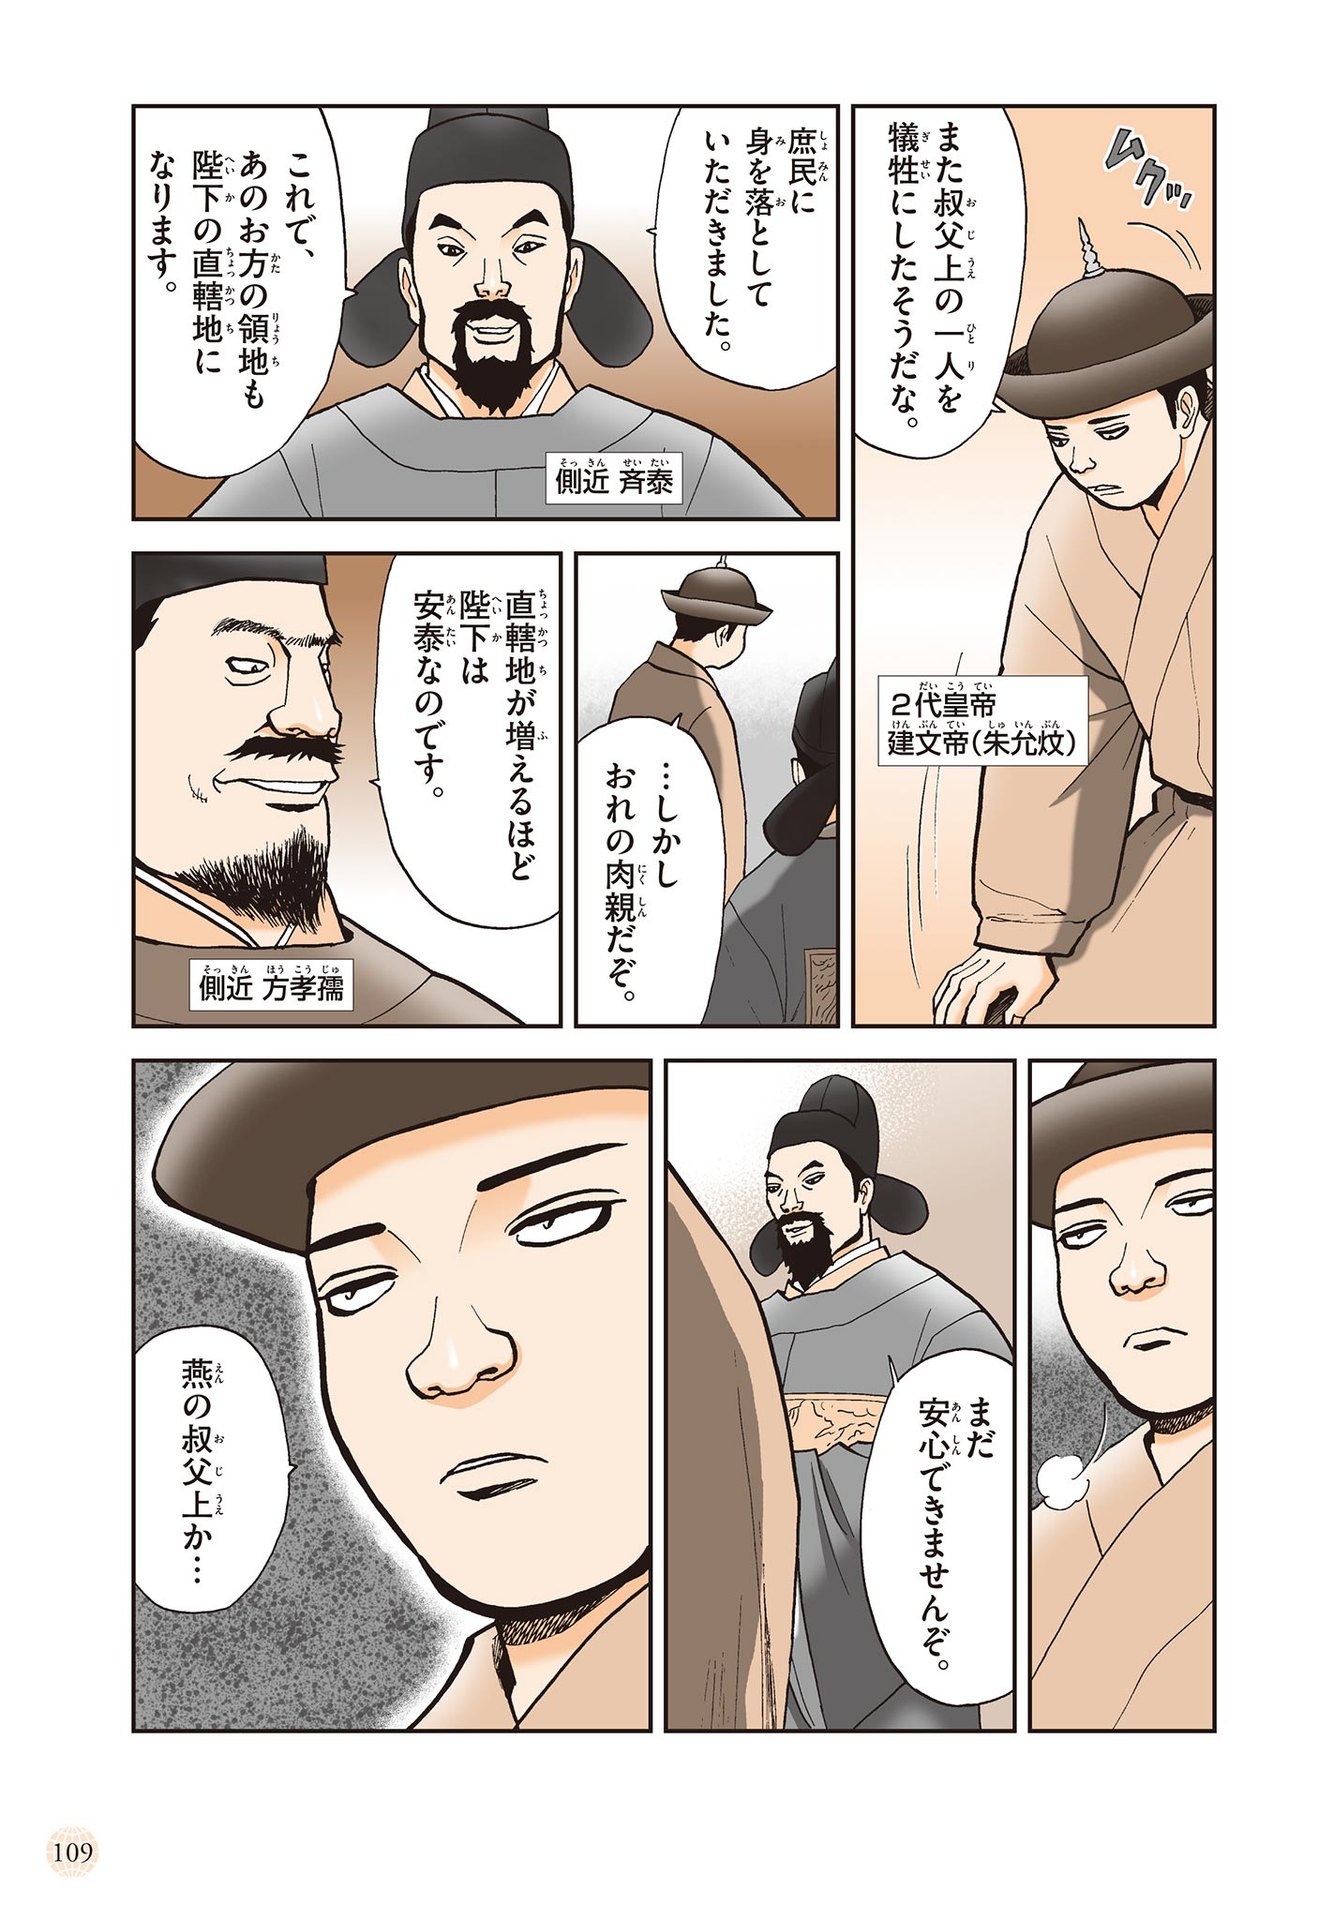 ムクッ
また叔父上の一人を
犠牲にしたそうだな。
2代皇帝
建文帝(朱允炆)
庶民に
身を落として
いただきました。
これで、
あのお方の領地も
陛下の直轄地に
なります。
側近 斉泰
…しかし
おれの肉親だぞ。
直轄地が増えるほど
陛下は
安泰なのです。
側近 方孝孺
まだ
安心できませんぞ。
燕の叔父上か…
109